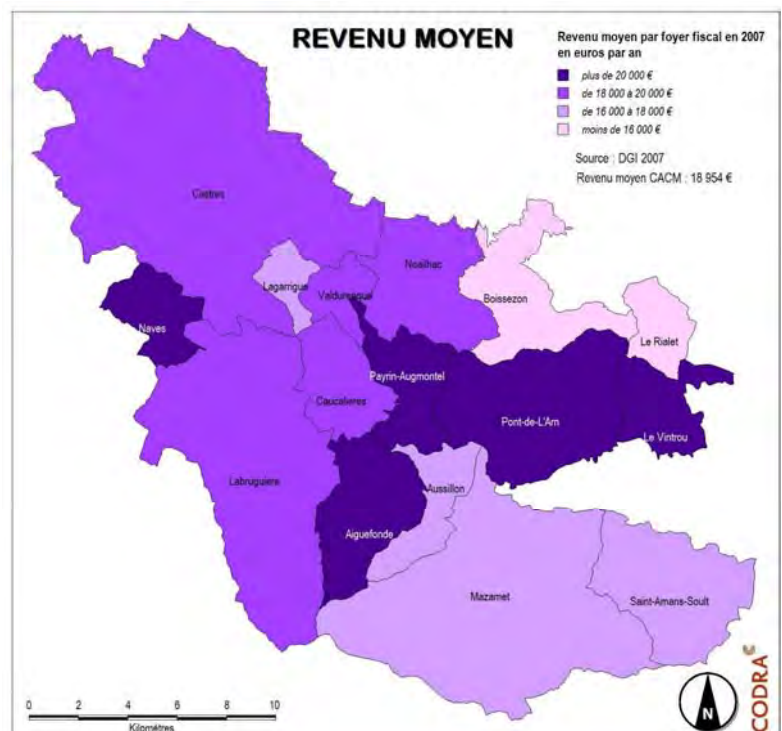 REVENU MOYEN
Revenu moyen par foyer fiscal en 2007
en euros par an
plus de 20 000 €
de 18 000 à 20 000 €
de 16 000 à 18 000 €
moins de 16 000 €
Source : DGI 2007
Revenu moyen CACM : 18 954 €
Castres
Noailhac
Lagarrigue
Valdurenque
Boissezon
Naves
Le Rialet
Payrin-Augmontel
Caucalieres
Pont-de-L'Arn
Le Vintrou
Labruguiere
Aussillon
Aiguefonde
Mazamet
Saint-Amans-Soult
0 2 4 6 8 10
Kilomètres
N
CODRA